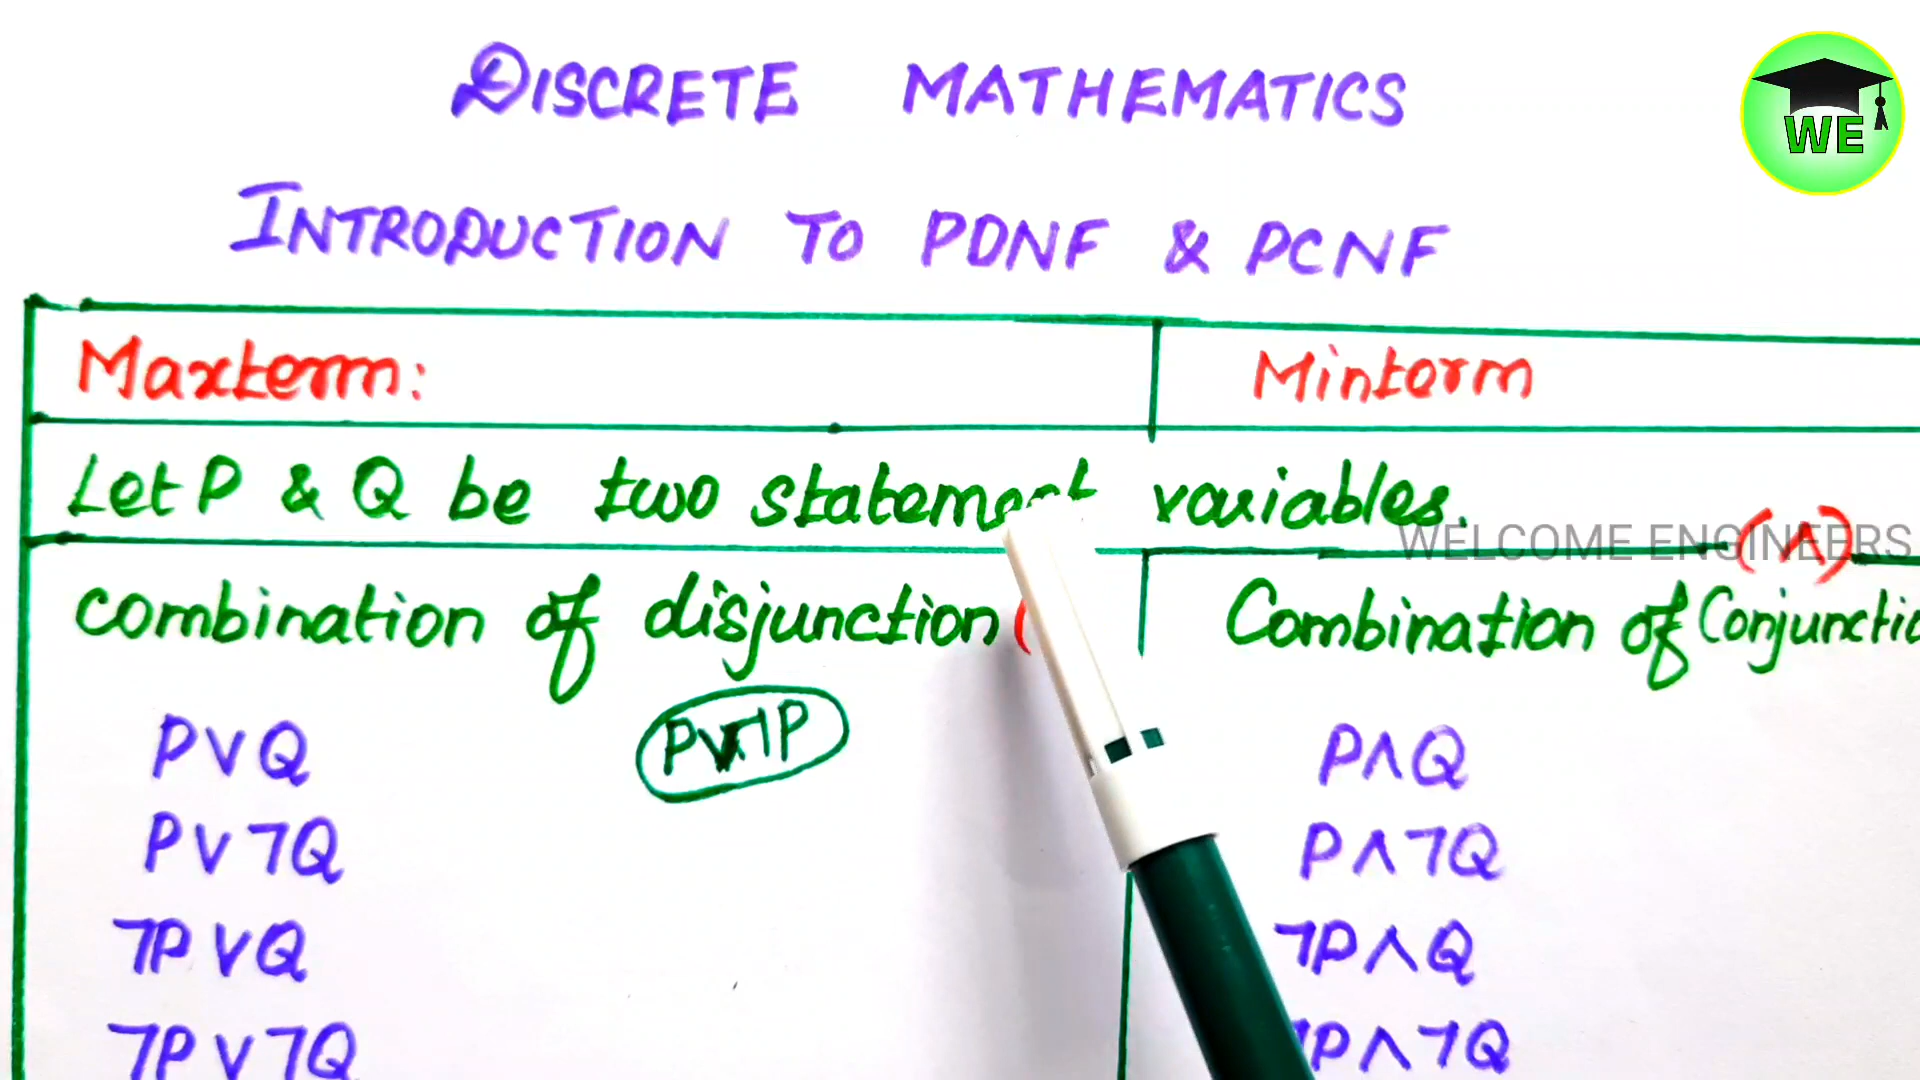 DISCRETE MATHEMATICS
WE
INTRODUCTION TO PDNF & PCNF
Maxterm:
Minterm
Let P & Q be two statement variables.
WELCOME ENGINEERS
(∧)
combination of disjunction (
Combination of Conjunctio
P∨Q
P∨¬P
P∧Q
P∨¬Q
P∧¬Q
¬P∨Q
¬P∧Q
¬P∨¬Q
¬P∧¬Q